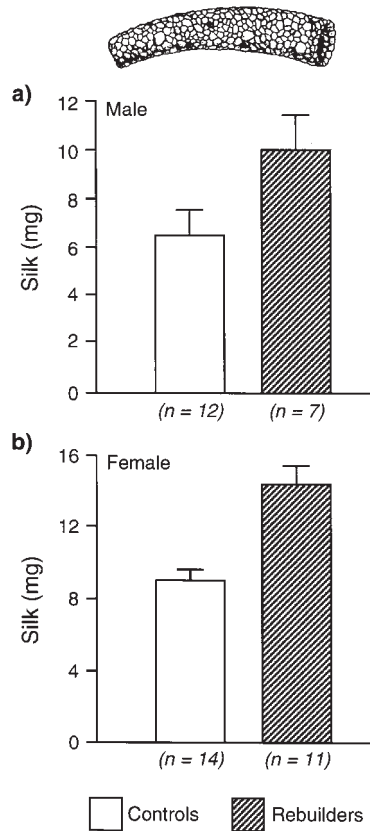 a)
Male
12
10
8
6
4
2
0
Silk (mg)
(n = 12) (n = 7)
b)
Female
16
12
8
4
0
Silk (mg)
(n = 14) (n = 11)
Controls Rebuilders